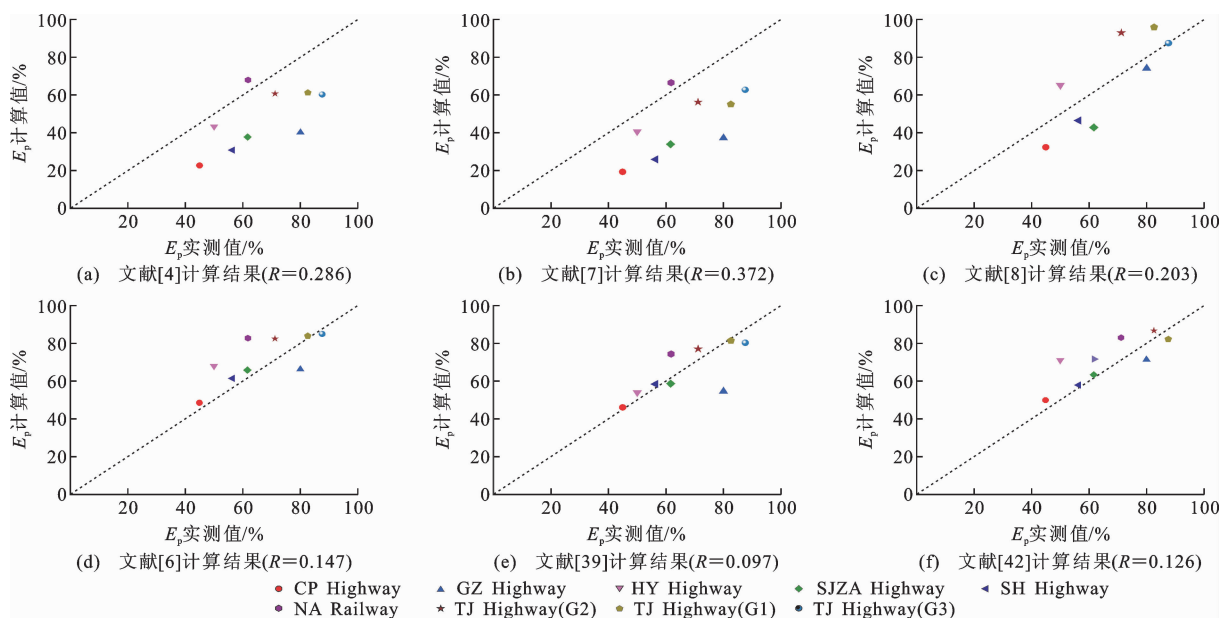 100
80
60
40
20
0
20 40 60 80 100
Ep计算值/%
Ep实测值/%
(a) 文献[4]计算结果(R=0.286)
100
80
60
40
20
0
20 40 60 80 100
Ep计算值/%
Ep实测值/%
(b) 文献[7]计算结果(R=0.372)
100
80
60
40
20
0
20 40 60 80 100
Ep计算值/%
Ep实测值/%
(c) 文献[8]计算结果(R=0.203)
100
80
60
40
20
0
20 40 60 80 100
Ep计算值/%
Ep实测值/%
(d) 文献[6]计算结果(R=0.147)
100
80
60
40
20
0
20 40 60 80 100
Ep计算值/%
Ep实测值/%
(e) 文献[39]计算结果(R=0.097)
100
80
60
40
20
0
20 40 60 80 100
Ep计算值/%
Ep实测值/%
(f) 文献[42]计算结果(R=0.126)
CP Highway GZ Highway HY Highway SJZA Highway SH Highway
NA Railway TJ Highway(G2) TJ Highway(G1) TJ Highway(G3)